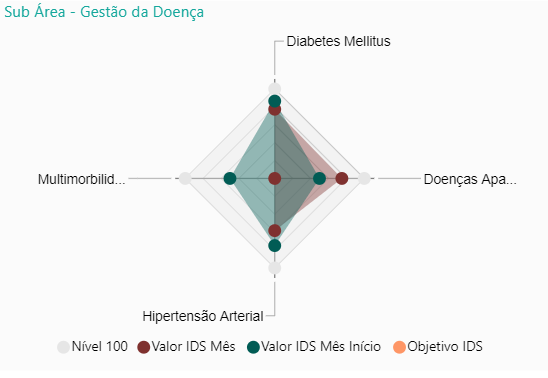 Sub Área - Gestão da Doença
Diabetes Mellitus
Multimorbilid...
Doenças Apa...
Hipertensão Arterial
Nível 100 Valor IDS Mês Valor IDS Mês Início Objetivo IDS